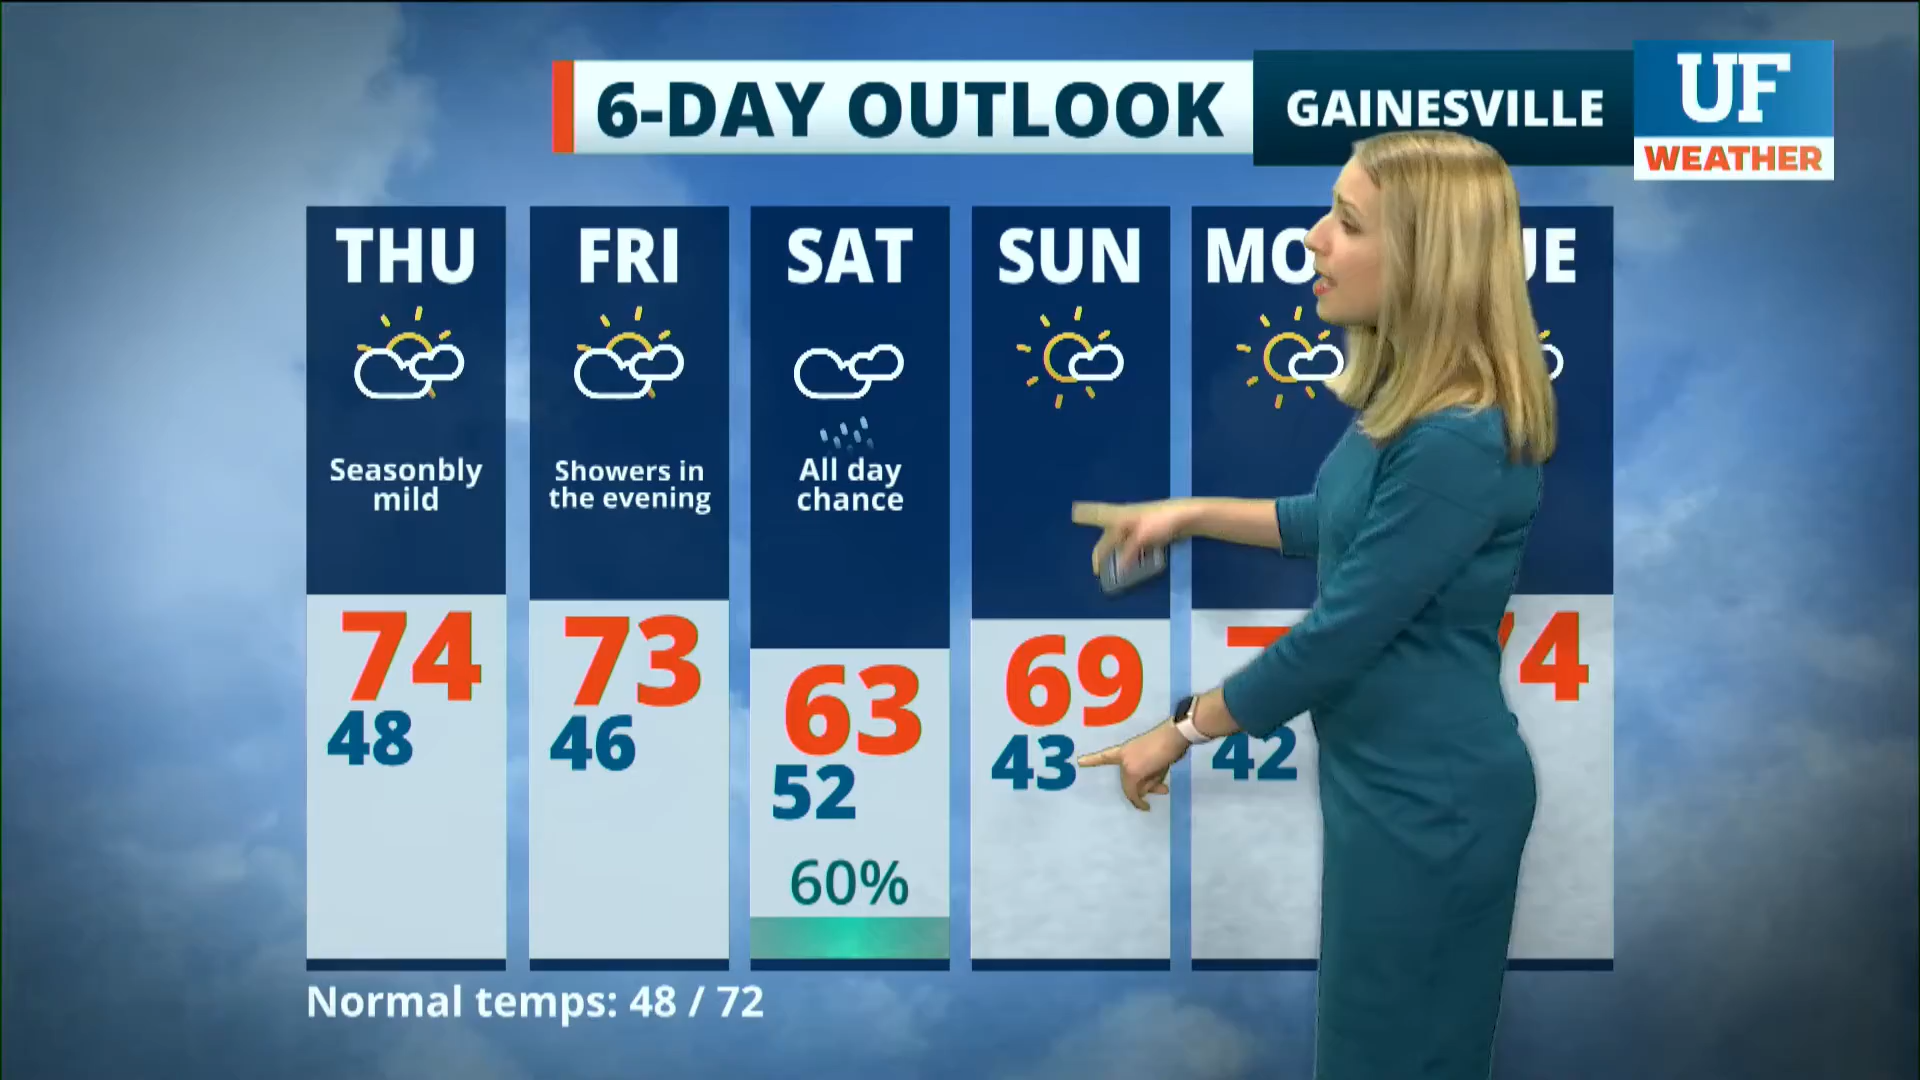 6-DAY OUTLOOK
GAINESVILLE
UF
WEATHER
THU
FRI
SAT
SUN
Seasonbly
mild
Showers in
the evening
All day
chance
74
48
73
46
63
52
60%
69
43
42
Normal temps: 48 / 72